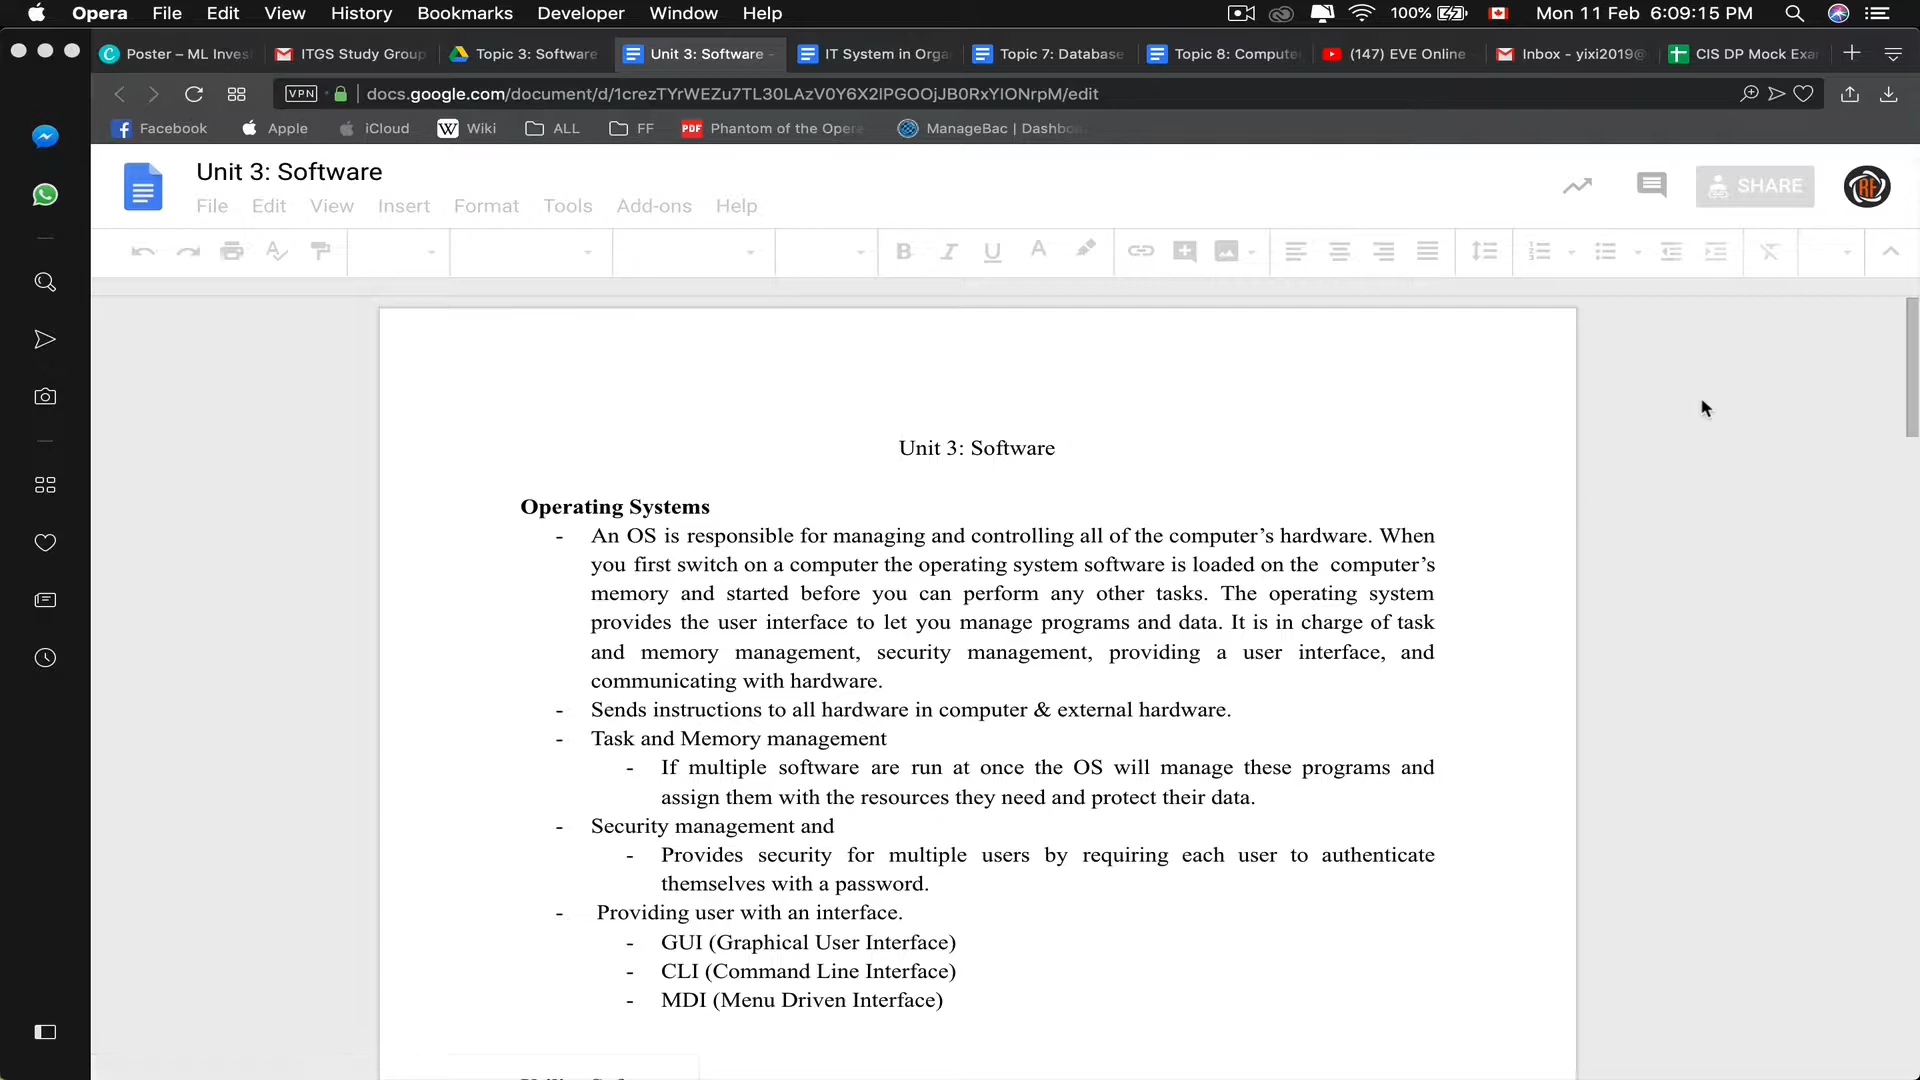 Opera File Edit View History Bookmarks Developer Window Help 100% Mon 11 Feb 6:09:15 PM
Poster – ML Inves ITGS Study Group Topic 3: Software Unit 3: Software - IT System in Orga Topic 7: Database Topic 8: Compute (147) EVE Online Inbox - yixi2019@ CIS DP Mock Exa
VPN docs.google.com/document/d/1crezTYrWEZu7TL30LAzV0Y6X2lPGOOjJB0RxYIONrpM/edit
Facebook Apple iCloud W Wiki ALL FF PDF Phantom of the Oper ManageBac | Dashbo
Unit 3: Software
File Edit View Insert Format Tools Add-ons Help
SHARE
RF
Unit 3: Software
Operating Systems
- An OS is responsible for managing and controlling all of the computer’s hardware. When
you first switch on a computer the operating system software is loaded on the computer’s
memory and started before you can perform any other tasks. The operating system
provides the user interface to let you manage programs and data. It is in charge of task
and memory management, security management, providing a user interface, and
communicating with hardware.
- Sends instructions to all hardware in computer & external hardware.
- Task and Memory management
- If multiple software are run at once the OS will manage these programs and
assign them with the resources they need and protect their data.
- Security management and
- Provides security for multiple users by requiring each user to authenticate
themselves with a password.
- Providing user with an interface.
- GUI (Graphical User Interface)
- CLI (Command Line Interface)
- MDI (Menu Driven Interface)